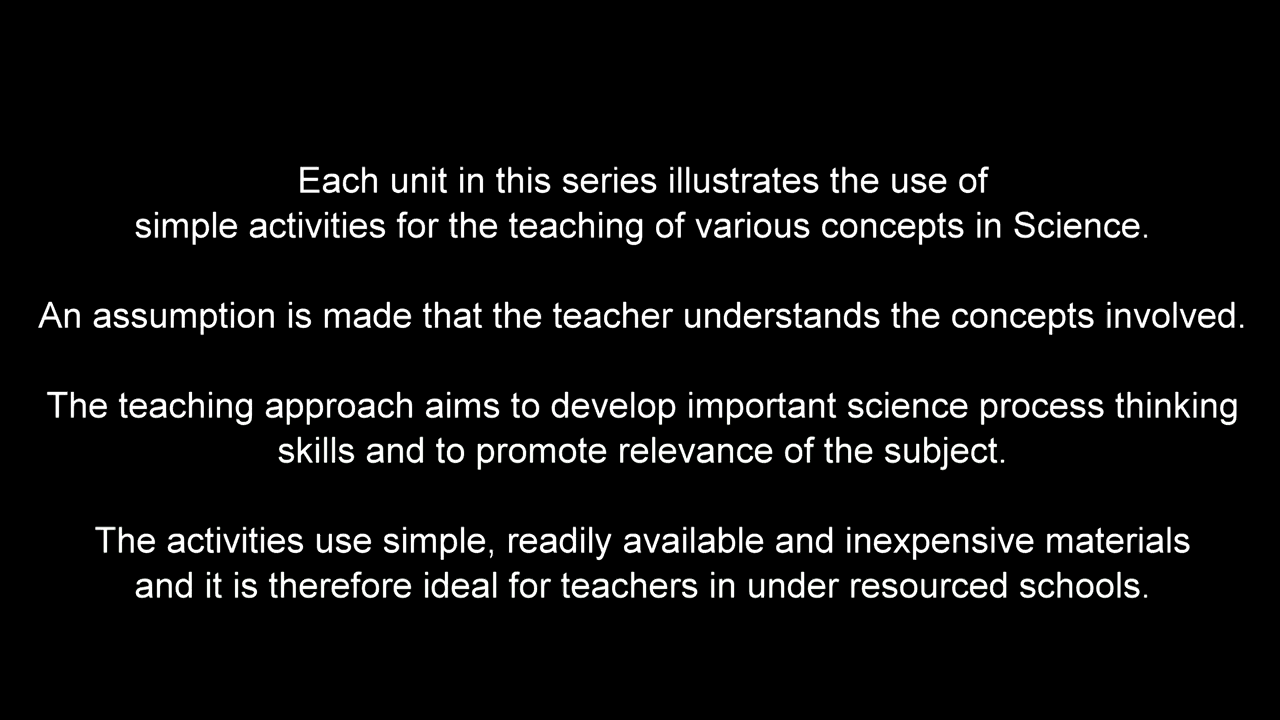 Each unit in this series illustrates the use of
simple activities for the teaching of various concepts in Science.
An assumption is made that the teacher understands the concepts involved.
The teaching approach aims to develop important science process thinking
skills and to promote relevance of the subject.
The activities use simple, readily available and inexpensive materials
and it is therefore ideal for teachers in under resourced schools.